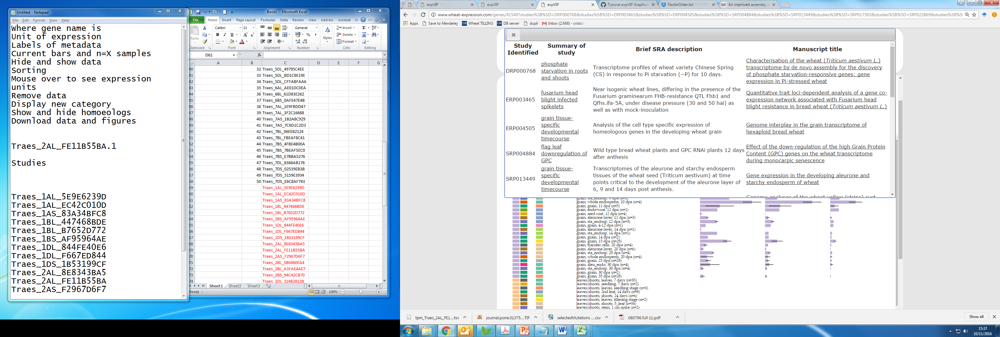 Untitled - Notepad
File Edit Format View Help
Where gene name is
Unit of expression
Labels of metadata
Current bars and n=X samples
Hide and show data
Sorting
Mouse over to see expression
units
Remove data
Display new category
Show and hide homoeologs
Download data and figures
Traes_2AL_FE11B55BA.1
Studies
Traes_1AL_5E9E6239D
Traes_1AL_EC42C010D
Traes_1AS_83A34BFC8
Traes_1BL_447468BDE
Traes_1BL_B7652D772
Traes_1BS_AF95964AE
Traes_1DL_844FE40E6
Traes_1DL_F667ED844
Traes_1DS_1B53199CF
Traes_2AL_8E8343BA5
Traes_2AL_FE11B55BA
Traes_2AS_F2967D6F7
Book1 - Microsoft Excel
File Home Insert Page Layout Formulas Data Review View Add-Ins Acrobat
Paste
Calibri 11
General
Styles
Insert
Delete
Format
Clipboard Font Alignment Number Cells Editing
D61
A B C D E F G
40 32 Traes_5DL_49795C4EE
41 33 Traes_5DL_BD1C8E19E
42 34 Traes_5DL_CFFABFAA6
43 35 Traes_6AL_AE01DC0EA
44 36 Traes_6BL_61D83E262
45 37 Traes_6BS_0AFE47E4B
46 38 Traes_7AL_1E9FBDD47
47 39 Traes_7AL_3F2C16688
48 40 Traes_7AS_1B2A8C929
49 41 Traes_7AS_7C6D1C2D3
50 42 Traes_7BL_06EE82124
51 43 Traes_7BL_FBEAF8C41
52 44 Traes_7BS_4FBE4B00A
53 45 Traes_7BS_7BEAF5EC0
54 46 Traes_7BS_E7BBA5276
55 47 Traes_7DL_8368AB176
56 48 Traes_7DS_02539EB3B
57 49 Traes_7DS_5159E3934
58 50 Traes_7DS_E6C8AF743
59 Traes_1AL_5E9E6239D
60 Traes_1AL_EC42C010D
61 Traes_1AS_83A34BFC8
62 Traes_1BL_447468BDE
63 Traes_1BL_B7652D772
64 Traes_1BS_AF95964AE
65 Traes_1DL_844FE40E6
66 Traes_1DL_F667ED844
67 Traes_1DS_1B53199CF
68 Traes_2AL_8E8343BA5
69 Traes_2AL_FE11B55BA
70 Traes_2AS_F2967D6F7
71 Traes_2BL_5B0460EA4
72 Traes_2BL_A3FAE4AE7
73 Traes_2BS_94C42CB70
74 Traes_2DL_22482812B
Sheet1 Sheet2 Sheet3
Ready 100%
expVIP expVIP expVIP Tutorial expVIP Graphica FactorOrder.tsv An improved assembly a
www.wheat-expression.com/genes/41540?studies%5B%5D=DRP000768&studies%5B%5D=ERP003465&studies%5B%5D=ERP004505&studies%5B%5D=SRP004884&studies%5B%5D=SRP013449&studies%5B%5D=SRP017303&studies%5B%5D=SRP022869&studies%5B%5
Apps Save to Mendeley Wheat TILLING DB server dupli Inbox (2,668) - cristob
Study Identified
Summary of study
Brief SRA description
Manuscript title
DRP000768
phosphate
starvation in roots
and shoots
Transcriptome profiles of wheat variety Chinese Spring
(CS) in response to Pi starvation (−P) for 10 days.
Characterisation of the wheat (Triticum aestivum L.)
transcriptome by de novo assembly for the discovery
of phosphate starvation-responsive genes: gene
expression in Pi-stressed wheat
ERP003465
fusarium head
blight infected
spikelets
Near isogenic wheat lines, differing in the presence of the
Fusarium graminearum FHB-resistance QTL Fhb1 and
Qfhs.ifa-5A, under disease pressure (30 and 50 hai) as
well as with mock-inoculation
Quantitative trait loci-dependent analysis of a gene co-
expression network associated with Fusarium head
blight resistance in bread wheat (Triticum aestivum L.)
ERP004505
grain tissue-
specific
developmental
timecourse
Analysis of the cell type specific expression of
homeologous genes in the developing wheat grain
Genome interplay in the grain transcriptome of
hexaploid bread wheat
SRP004884
flag leaf
downregulation of
GPC
Wild type bread wheat plants and GPC RNAi plants 12 days
after anthesis
Effect of the down-regulation of the high Grain Protein
Content (GPC) genes on the wheat transcriptome
during monocarpic senescence
SRP013449
grain tissue-
specific
developmental
timecourse
Transcriptomes of the aleurone and starchy endosperm
tissues of the wheat seed (Triticum aestivum) at time
points critical to the development of the aleurone layer of
6, 9 and 14 days post anthesis.
Gene expression in the developing aleurone and
starchy endosperm of wheat
Genome analyses of the wheat yellow (stripe) rust
grain, sta_endosp, 9 dpa (n=1)
grain, whole endosperm, 10 dpa (n=4)
grain, grain, 11 dpa (n=5)
grain, endo+coat, 12 dpa (n=1)
grain, seed coat, 12 dpa (n=4)
grain, aleurone layer, 12 dpa (n=3)
grain, sta_endosp, 12 dpa (n=3)
grain, grain, 4-12 dpa (n=1)
grain, aleurone layer, 14 dpa (n=1)
grain, sta_endosp, 14 dpa (n=1)
grain, grain, 14 dpa (n=2)
grain, grain, 15 dpa (n=28)
grain, transfer cells, 20 dpa (n=4)
grain, aleurone layer, 20 dpa (n=6)
grain, sta_endosp, 20 dpa (n=4)
grain, whole endosperm, 20 dpa (n=4)
grain, grain, 25 dpa (n=28)
grain, aleu_endo, 30 dpa (n=4)
grain, sta_endosp, 30 dpa (n=4)
grain, grain, 30 dpa (n=2)
grain, grain, 35 dpa (n=28)
leaves/shoots, leaves, 7 days (n=35)
leaves/shoots, seedling, 7 days (n=2)
leaves/shoots, leaves, seedling stage (n=3)
leaves/shoots, 2nd leaf, 14 days (n=8)
leaves/shoots, shoots, 24 days (n=6)
leaves/shoots, leaves, tillering stage (n=2)
leaves/shoots, shoots, 5_leaf (n=56)
leaves/shoots, stem, 1 cm spike (n=2)
tpm_Traes_2AL_FE1....tsv journal.pone.01375....TIF selectedMutations ....csv 080796.full (1).pdf Show all
15:37
10/11/2016